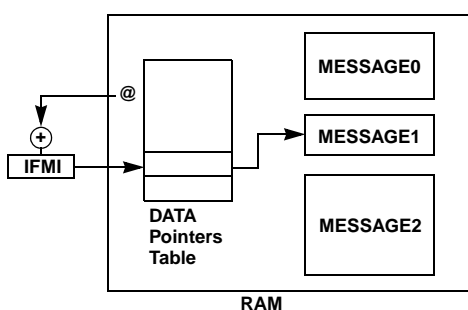 @
+
IFMI
DATA
Pointers
Table
MESSAGE0
MESSAGE1
MESSAGE2
RAM